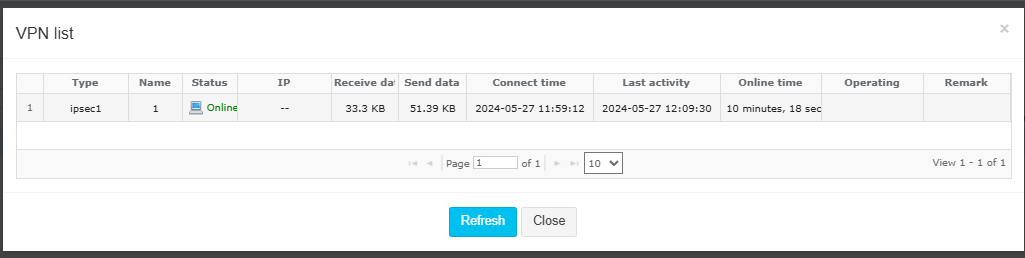 VPN list
×
Type Name Status IP Receive dat Send data Connect time Last activity Online time Operating Remark
1 ipsec1 1 Online -- 33.3 KB 51.39 KB 2024-05-27 11:59:12 2024-05-27 12:09:30 10 minutes, 18 sec
Page 1 of 1 10 View 1 - 1 of 1
Refresh Close